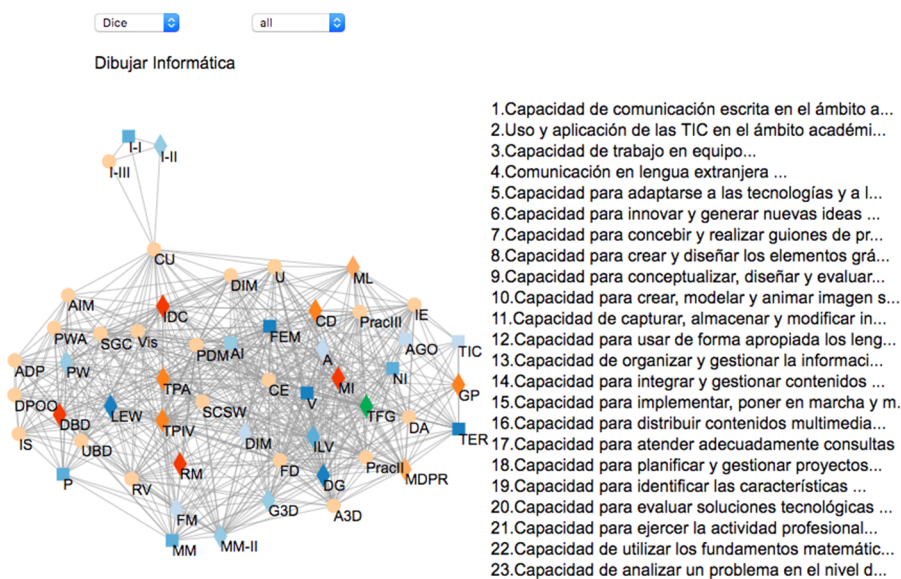 Dice
all
Dibujar Informática
I-I
I-II
I-III
CU
DIM
U
ML
AIM
IDC
CD
PracIII
IE
PWA
SGC
Vis
FEM
PDM
AI
A
AGO
TIC
ADP
PW
TPA
CE
MI
NI
GP
DPOO
DBD
LEW
SCSW
V
TFG
DA
IS
UBD
TPIV
DIM
ILV
TER
P
RV
RM
FD
DG
PracII
MDPR
FM
G3D
A3D
MM
MM-II
1.Capacidad de comunicación escrita en el ámbito a...
2.Uso y aplicación de las TIC en el ámbito académi...
3.Capacidad de trabajo en equipo...
4.Comunicación en lengua extranjera ...
5.Capacidad para adaptarse a las tecnologías y a l...
6.Capacidad para innovar y generar nuevas ideas ...
7.Capacidad para concebir y realizar guiones de pr...
8.Capacidad para crear y diseñar los elementos grá...
9.Capacidad para conceptualizar, diseñar y evaluar...
10.Capacidad para crear, modelar y animar imagen s...
11.Capacidad de capturar, almacenar y modificar in...
12.Capacidad para usar de forma apropiada los leng...
13.Capacidad de organizar y gestionar la informaci...
14.Capacidad para integrar y gestionar contenidos ...
15.Capacidad para implementar, poner en marcha y m.
16.Capacidad para distribuir contenidos multimedia...
17.Capacidad para atender adecuadamente consultas
18.Capacidad para planificar y gestionar proyectos...
19.Capacidad para identificar las características ...
20.Capacidad para evaluar soluciones tecnológicas ...
21.Capacidad para ejercer la actividad profesional...
22.Capacidad de utilizar los fundamentos matemátic...
23.Capacidad de analizar un problema en el nivel d...